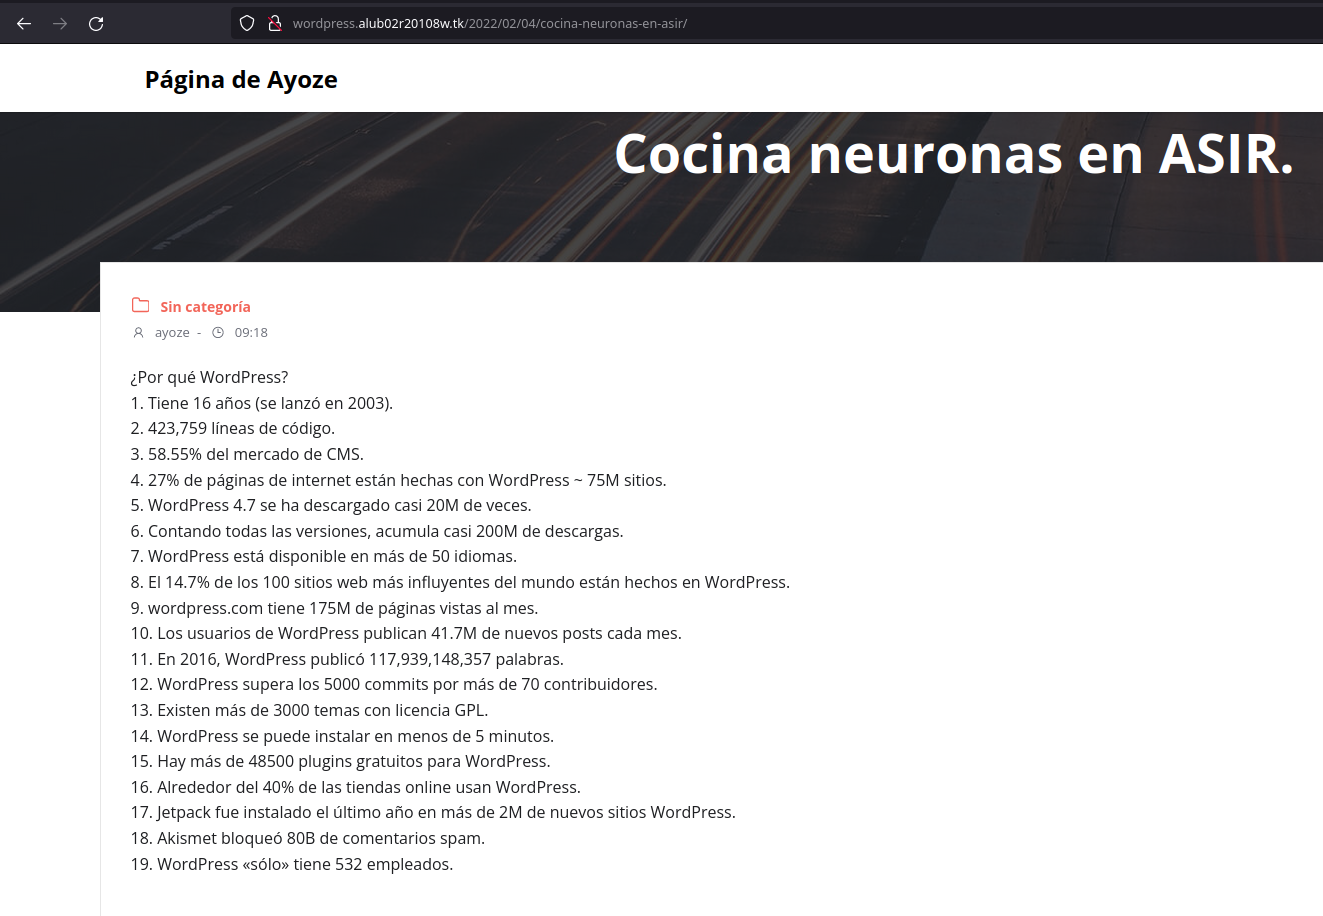 wordpress.alub02r20108w.tk/2022/02/04/cocina-neuronas-en-asir/
Página de Ayoze
Cocina neuronas en ASIR.
Sin categoría
ayoze - 09:18
¿Por qué WordPress?
1. Tiene 16 años (se lanzó en 2003).
2. 423,759 líneas de código.
3. 58.55% del mercado de CMS.
4. 27% de páginas de internet están hechas con WordPress ~ 75M sitios.
5. WordPress 4.7 se ha descargado casi 20M de veces.
6. Contando todas las versiones, acumula casi 200M de descargas.
7. WordPress está disponible en más de 50 idiomas.
8. El 14.7% de los 100 sitios web más influyentes del mundo están hechos en WordPress.
9. wordpress.com tiene 175M de páginas vistas al mes.
10. Los usuarios de WordPress publican 41.7M de nuevos posts cada mes.
11. En 2016, WordPress publicó 117,939,148,357 palabras.
12. WordPress supera los 5000 commits por más de 70 contribuidores.
13. Existen más de 3000 temas con licencia GPL.
14. WordPress se puede instalar en menos de 5 minutos.
15. Hay más de 48500 plugins gratuitos para WordPress.
16. Alrededor del 40% de las tiendas online usan WordPress.
17. Jetpack fue instalado el último año en más de 2M de nuevos sitios WordPress.
18. Akismet bloqueó 80B de comentarios spam.
19. WordPress «sólo» tiene 532 empleados.